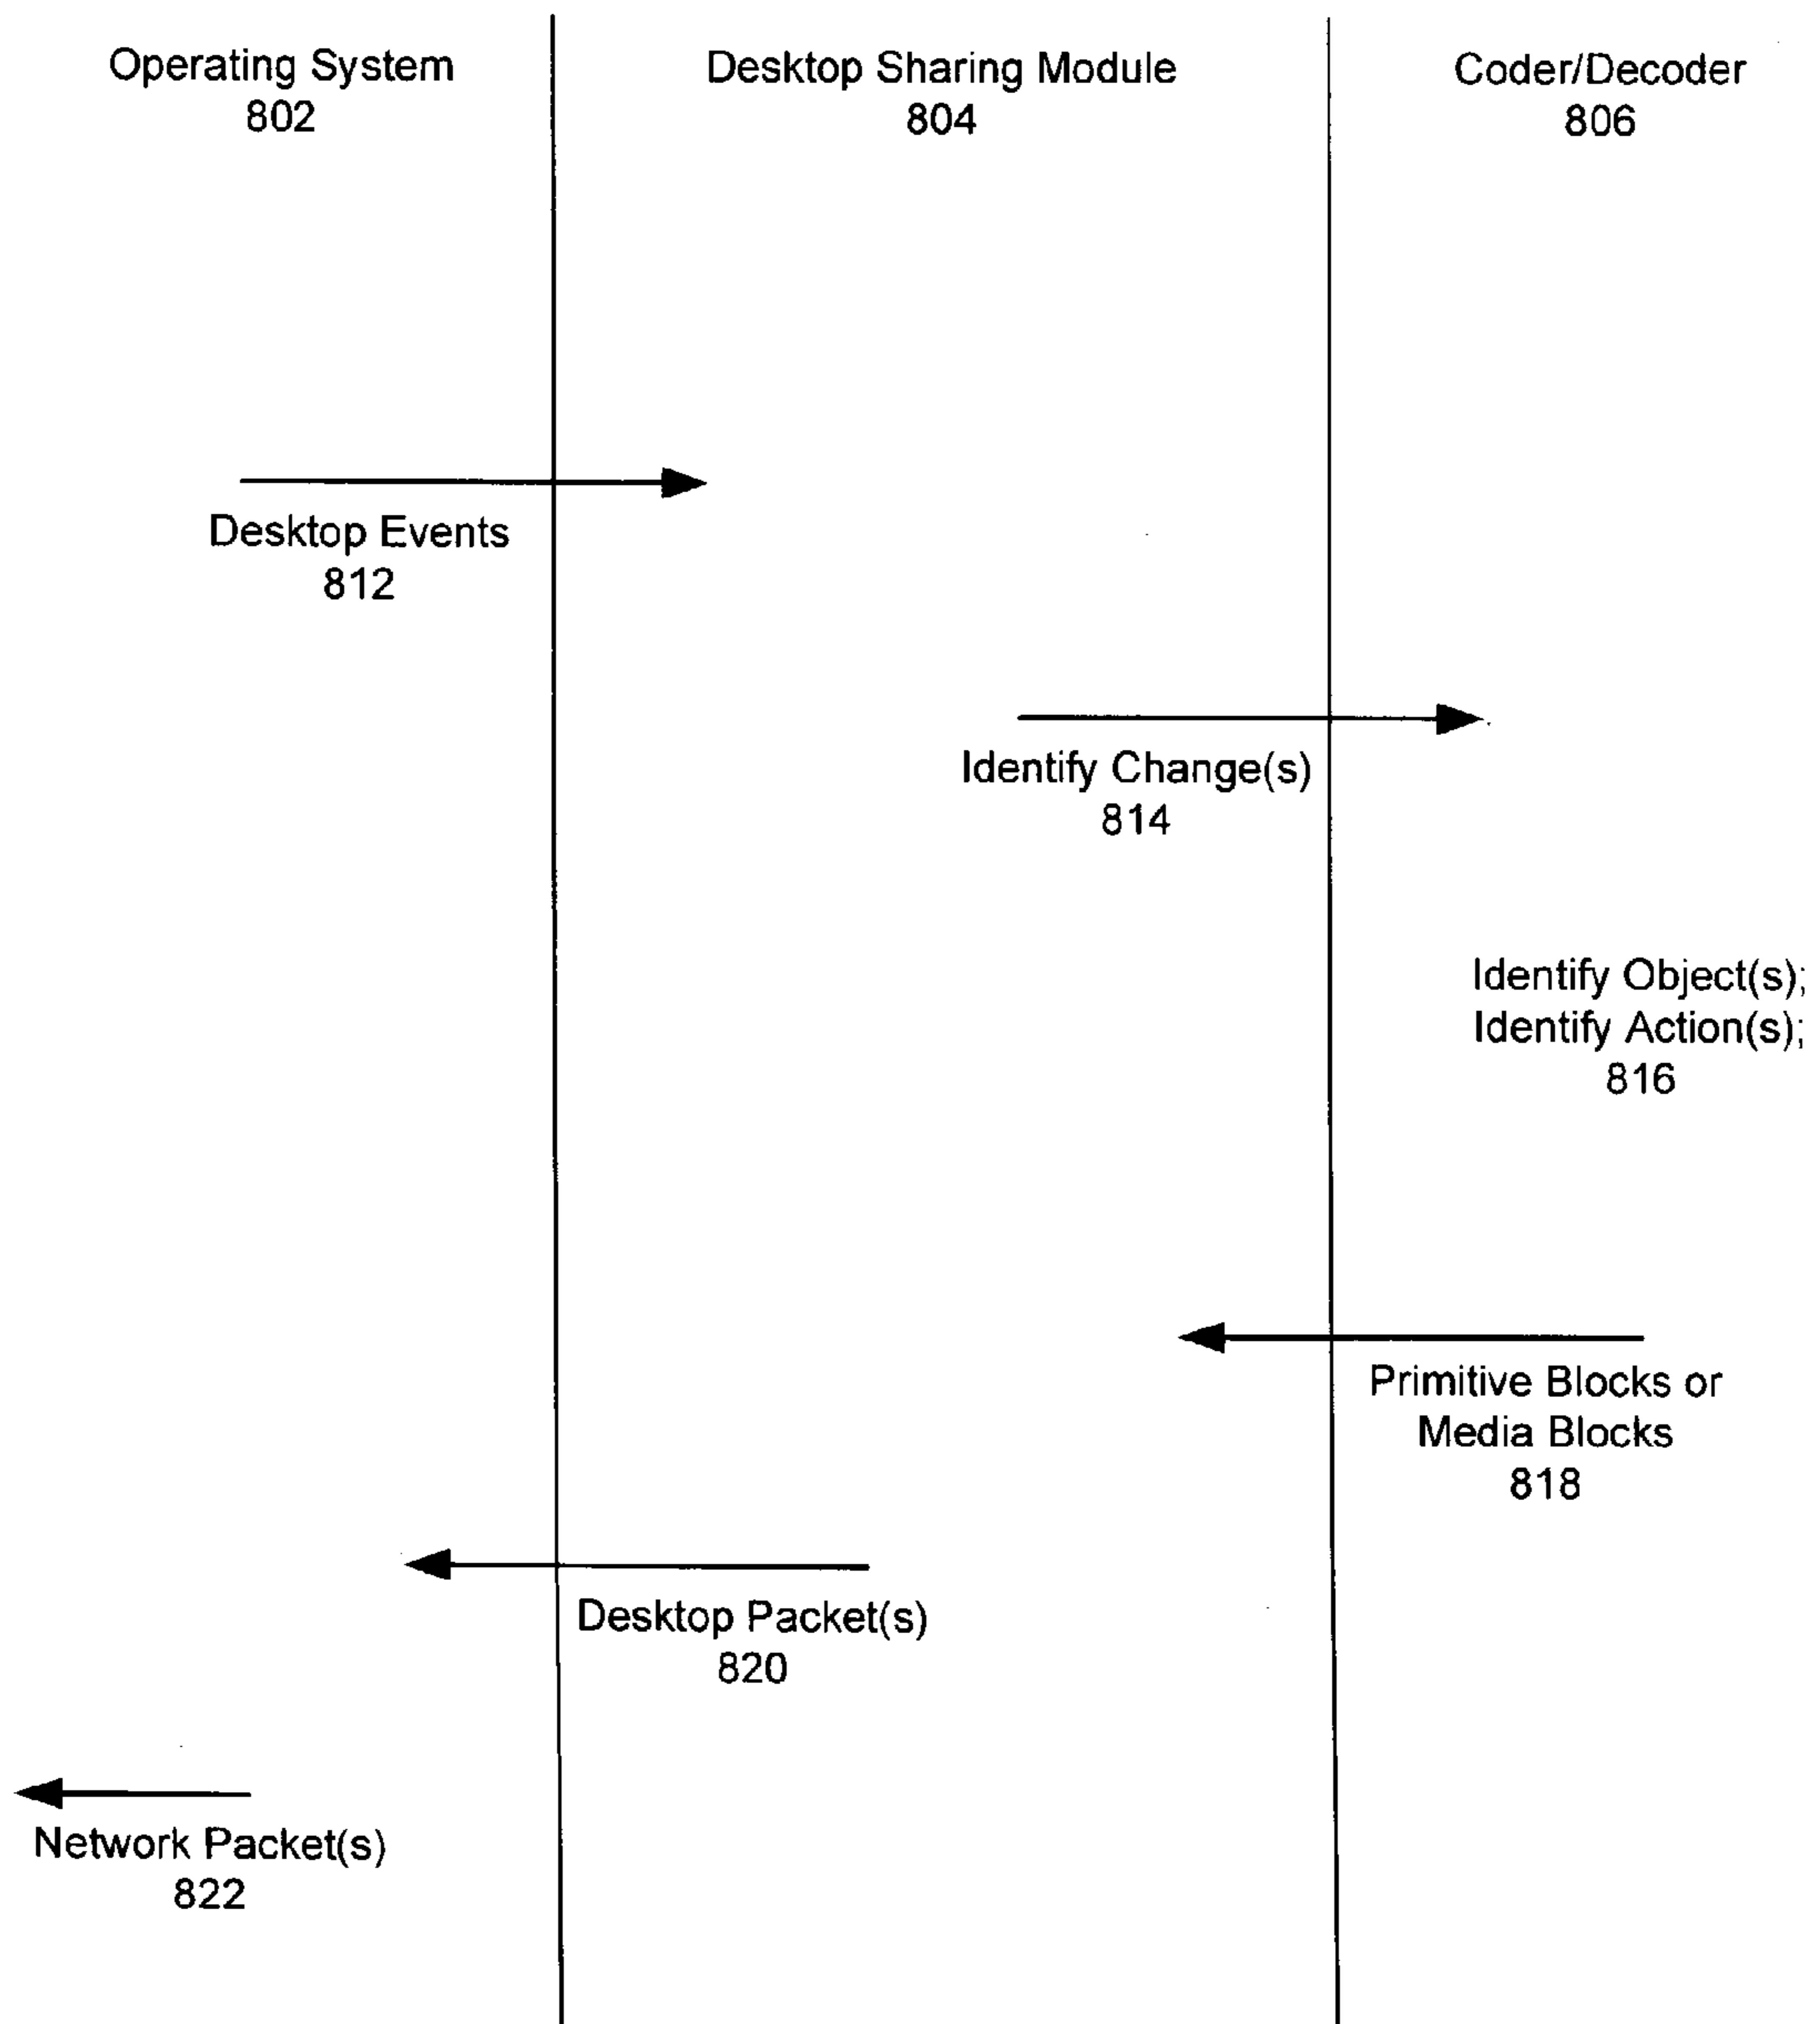 Operating System
802
Desktop Sharing Module
804
Coder/Decoder
806
Desktop Events
812
Identify Change(s)
814
Identify Object(s);
Identify Action(s);
816
Primitive Blocks or
Media Blocks
818
Desktop Packet(s)
820
Network Packet(s)
822